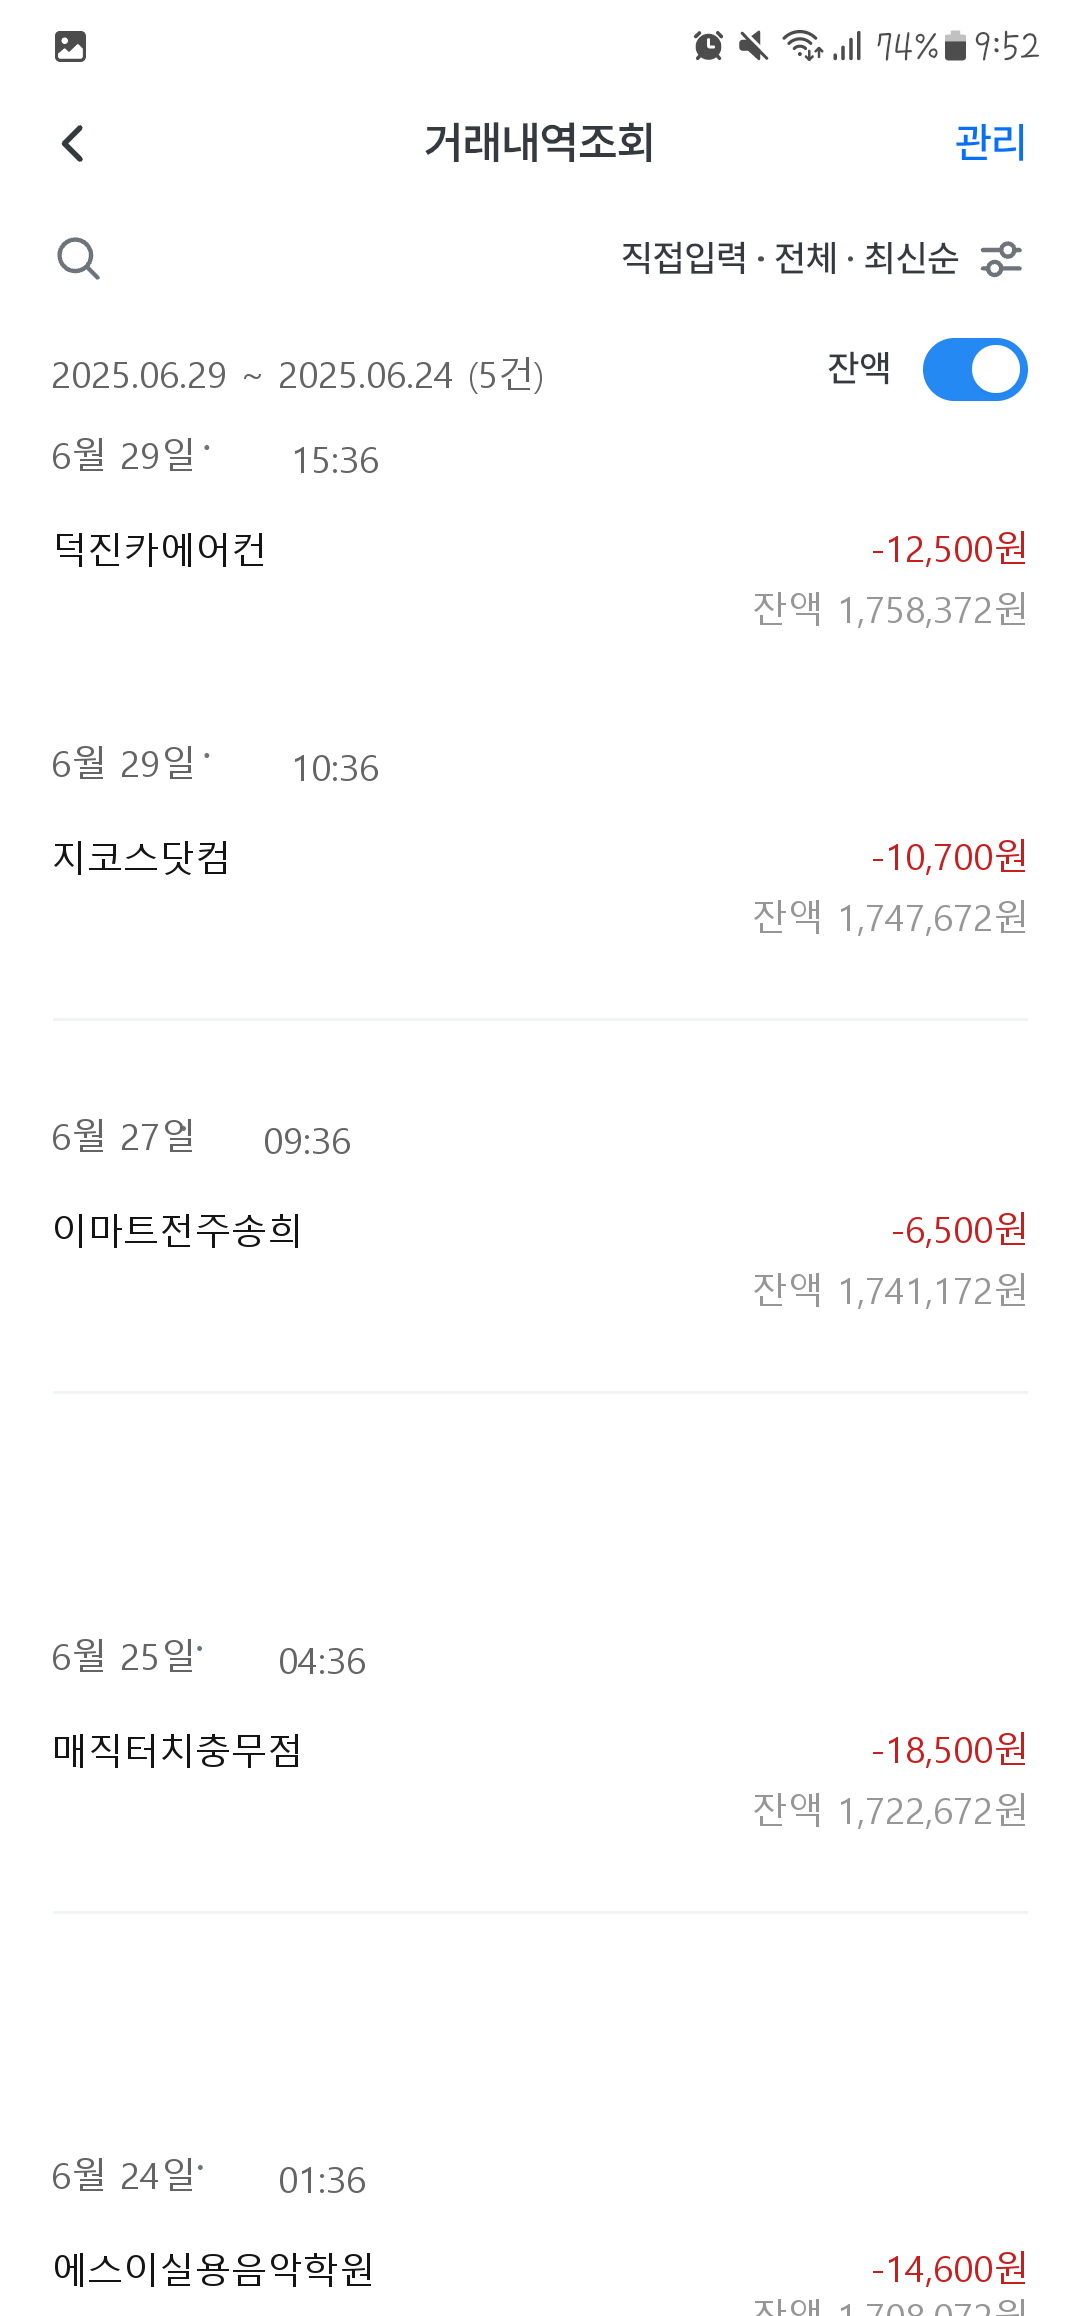 74% 9:52
거래내역조회 관리
직접입력 · 전체 · 최신순
2025.06.29 ~ 2025.06.24 (5건) 잔액
6월 29일· 15:36
덕진카에어컨 -12,500원
잔액 1,758,372원
6월 29일· 10:36
지코스닷컴 -10,700원
잔액 1,747,672원
6월 27일 09:36
이마트전주송희 -6,500원
잔액 1,741,172원
6월 25일· 04:36
매직터치충무점 -18,500원
잔액 1,722,672원
6월 24일· 01:36
에스이실용음악학원 -14,600원
잔액 1,708,072원